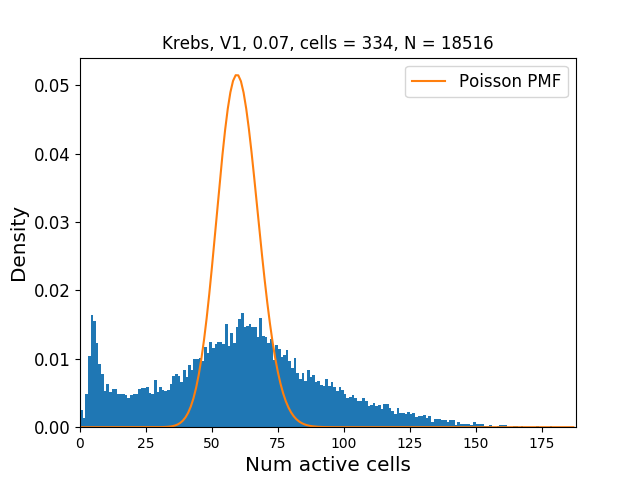 Krebs, V1, 0.07, cells = 334, N = 18516
Poisson PMF
0.05
0.04
0.03
0.02
0.01
0.00
Density
0 25 50 75 100 125 150 175
Num active cells